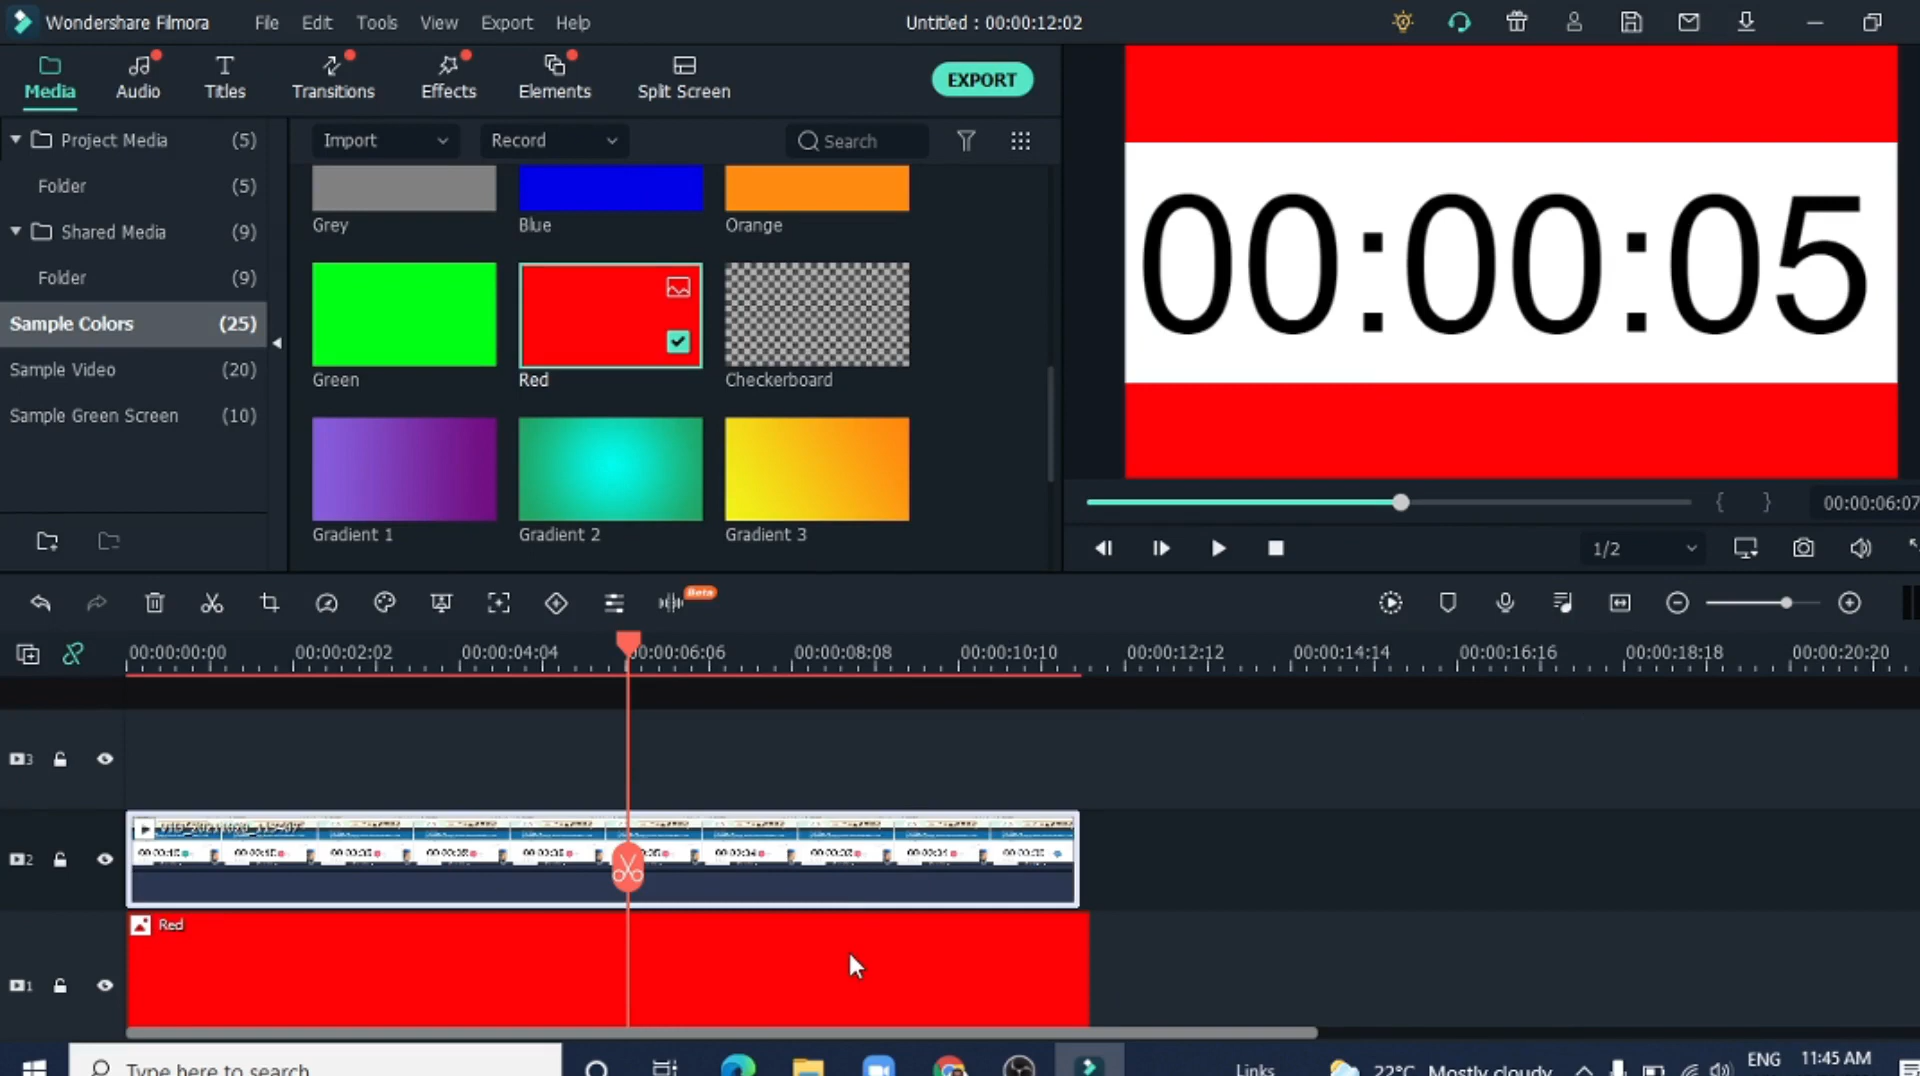 Wondershare Filmora File Edit Tools View Export Help Untitled : 00:00:12:02
Media Audio Titles Transitions Effects Elements Split Screen EXPORT
Project Media (5)
Folder (5)
Shared Media (9)
Folder (9)
Sample Colors (25)
Sample Video (20)
Sample Green Screen (10)
Import Record Search
Grey Blue Orange
Green Red Checkerboard
Gradient 1 Gradient 2 Gradient 3
00:00:05
{ } 00:00:06:07
1/2
Beta
00:00:00:00 00:00:02:02 00:00:04:04 00:00:06:06 00:00:08:08 00:00:10:10 00:00:12:12 00:00:14:14 00:00:16:16 00:00:18:18 00:00:20:20
3
2
Red
1
Type here to search Links 22°C Mostly cloudy ENG 11:45 AM